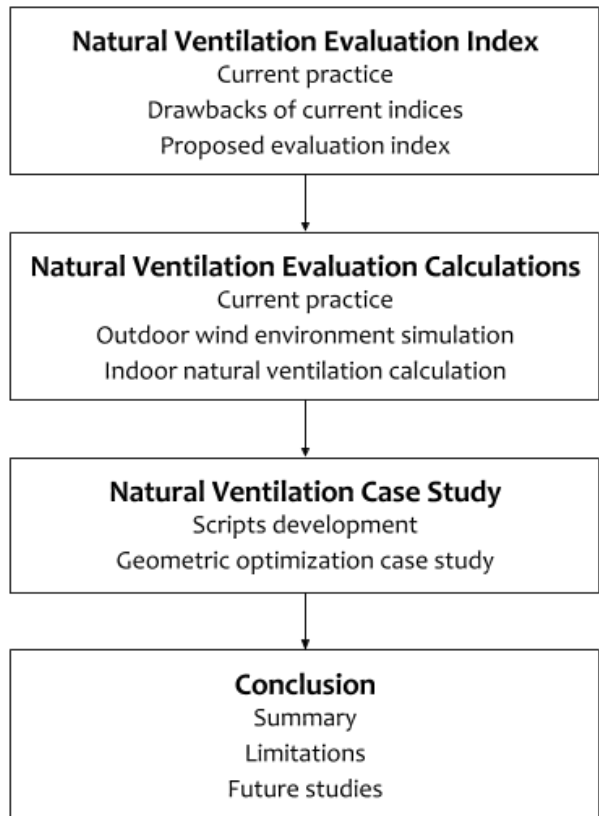 Natural Ventilation Evaluation Index
Current practice
Drawbacks of current indices
Proposed evaluation index
Natural Ventilation Evaluation Calculations
Current practice
Outdoor wind environment simulation
Indoor natural ventilation calculation
Natural Ventilation Case Study
Scripts development
Geometric optimization case study
Conclusion
Summary
Limitations
Future studies